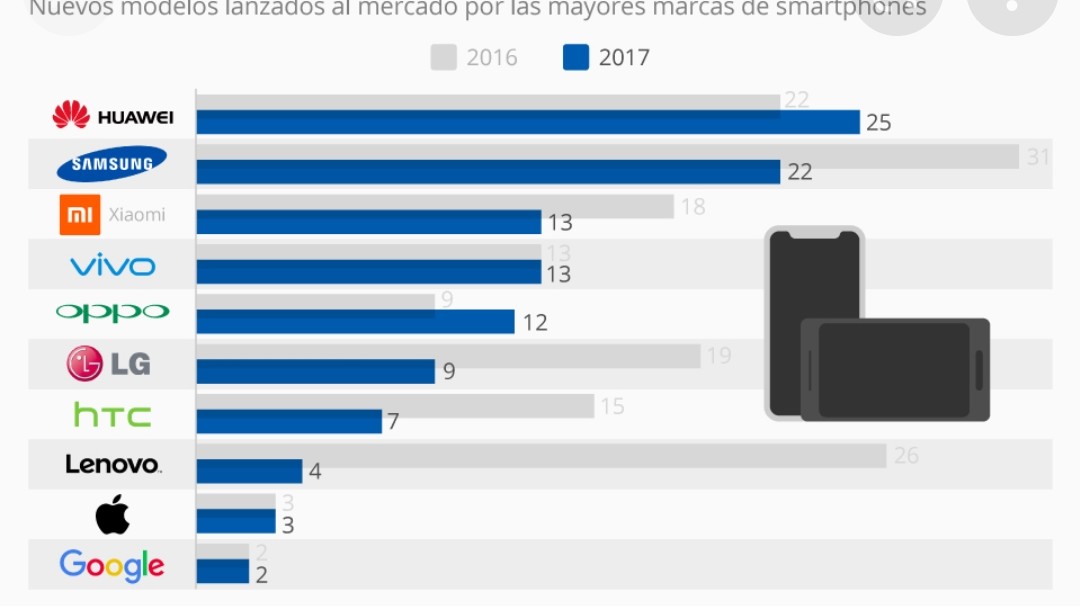 Nuevos modelos lanzados al mercado por las mayores marcas de smartphones
2016 2017
HUAWEI 22 25
SAMSUNG 31 22
mi Xiaomi 18 13
vivo 13 13
oppo 9 12
LG LG 19 9
hTC 15 7
Lenovo. 26 4
3 3
Google 2 2